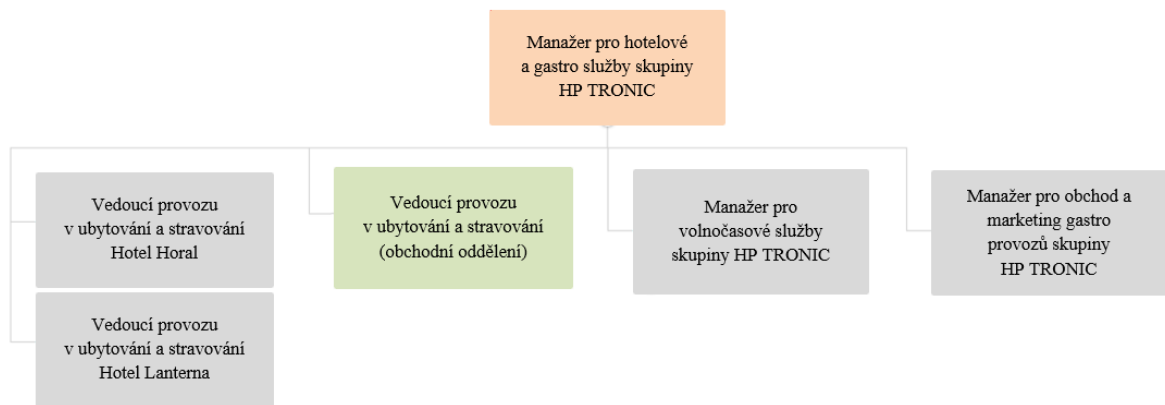 Manažer pro hotelové
a gastro služby skupiny
HP TRONIC
Vedoucí provozu
v ubytování a stravování
Hotel Horal
Vedoucí provozu
v ubytování a stravování
(obchodní oddělení)
Manažer pro
volnočasové služby
skupiny HP TRONIC
Manažer pro obchod a
marketing gastro
provozů skupiny
HP TRONIC
Vedoucí provozu
v ubytování a stravování
Hotel Lanterna